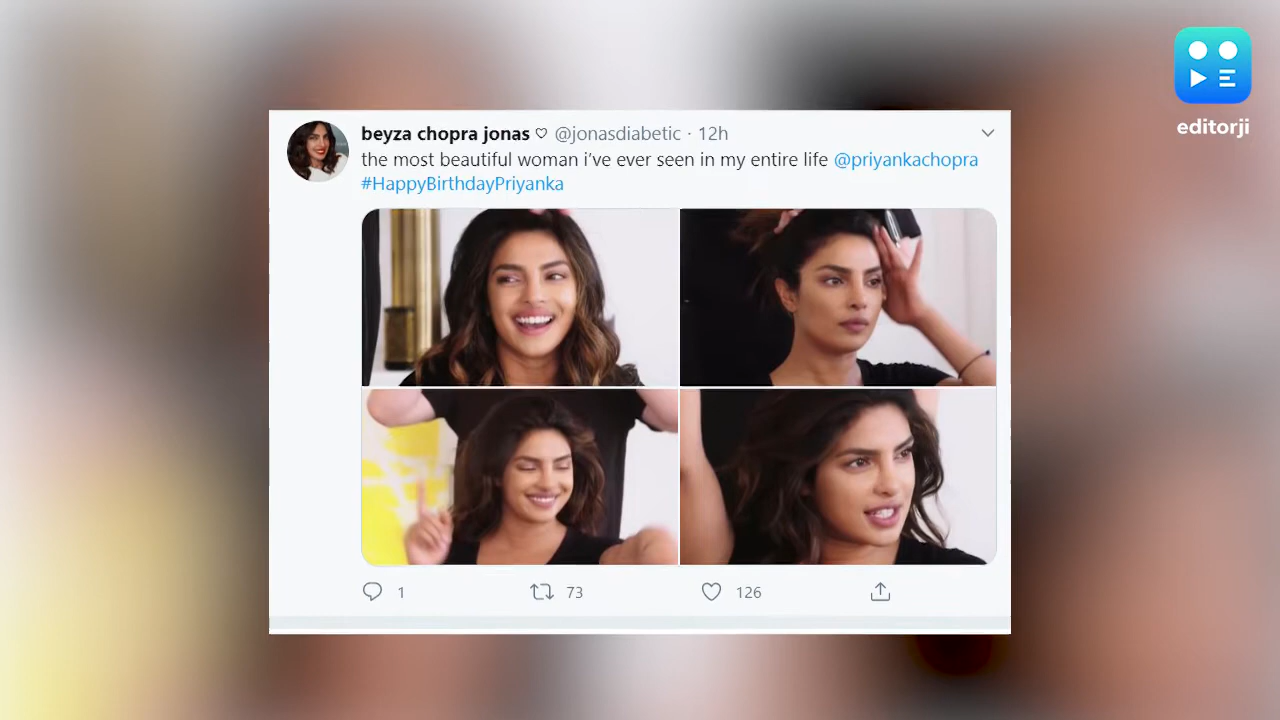 editorji
beyza chopra jonas ♡ @jonasdiabetic · 12h
the most beautiful woman i've ever seen in my entire life @priyankachopra
#HappyBirthdayPriyanka
1 73 126